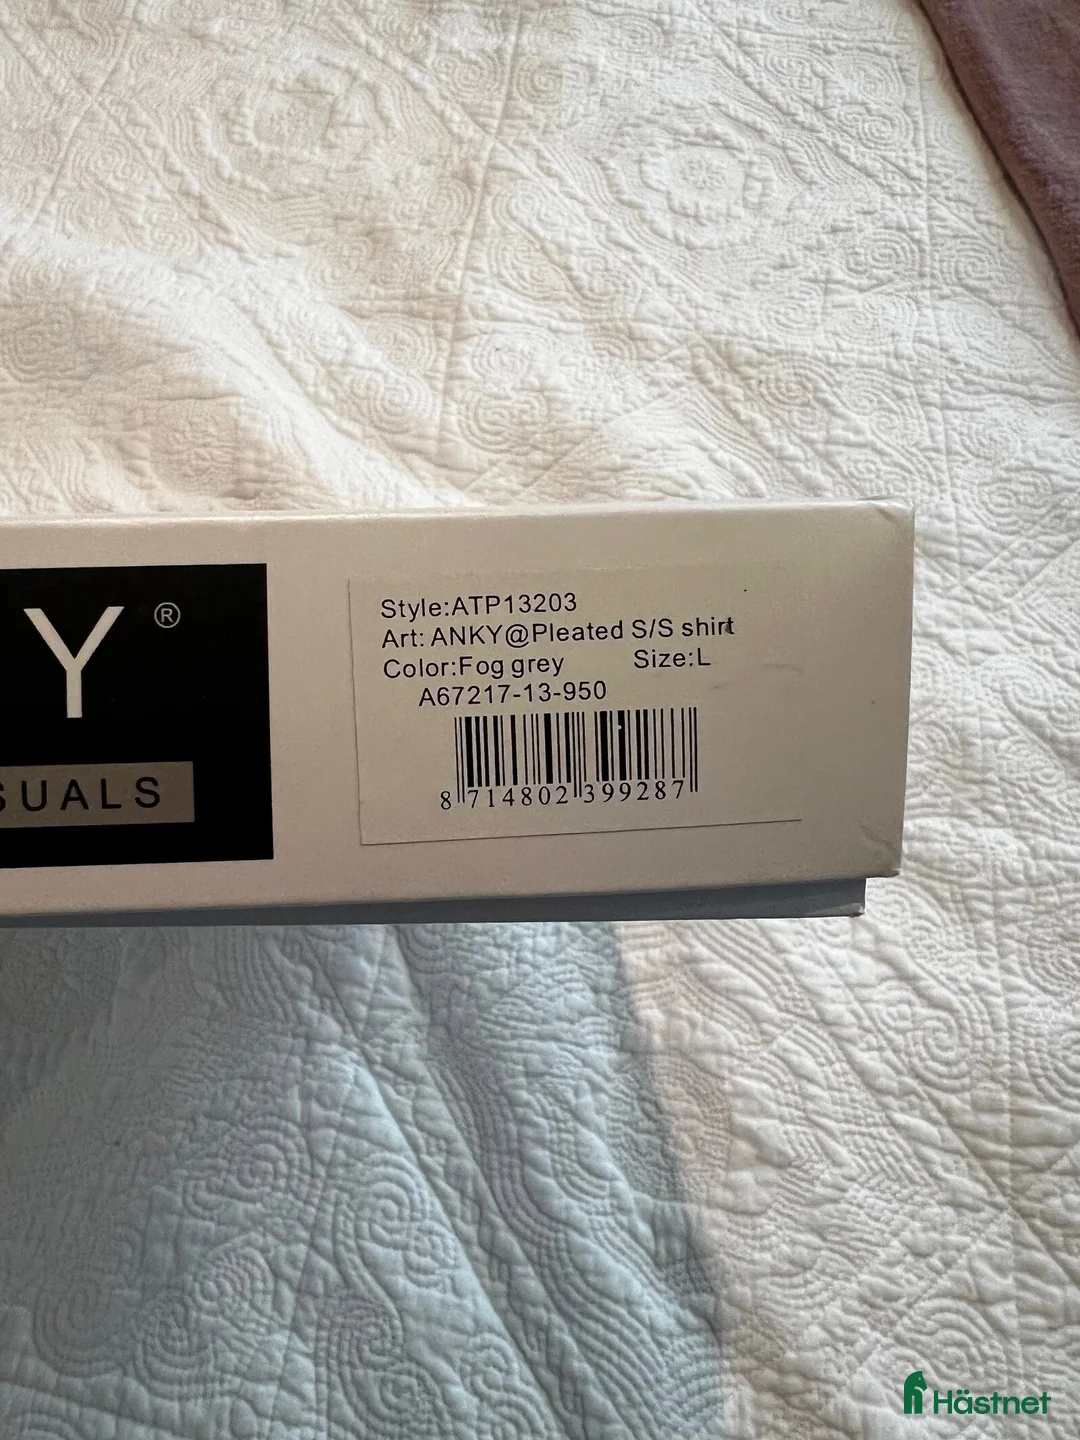 Y®
SUALS
Style:ATP13203
Art: ANKY@Pleated S/S shirt
Color:Fog grey Size:L
A67217-13-950
8 714802 399287
Hästnet